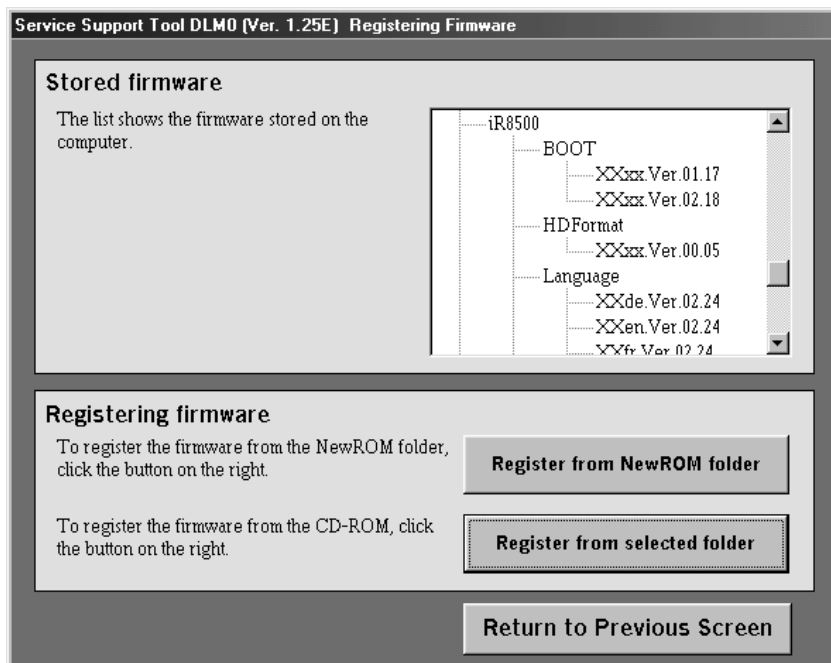 Service Support Tool DLM0 (Ver. 1.25E) Registering Firmware
Stored firmware
The list shows the firmware stored on the
computer.
iR8500
BOOT
XXxx.Ver.01.17
XXxx.Ver.02.18
HDFormat
XXxx.Ver.00.05
Language
XXde.Ver.02.24
XXen.Ver.02.24
XXfr.Ver.02.24
Registering firmware
To register the firmware from the NewROM folder,
click the button on the right.
Register from NewROM folder
To register the firmware from the CD-ROM, click
the button on the right.
Register from selected folder
Return to Previous Screen